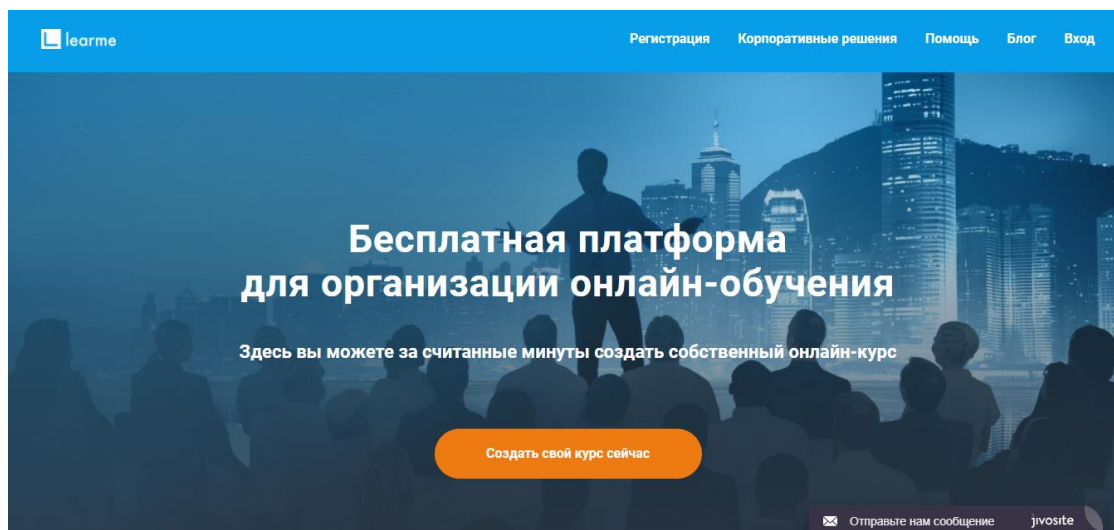 learme
Регистрация Корпоративные решения Помощь Блог Вход
Бесплатная платформа
для организации онлайн-обучения
Здесь вы можете за считанные минуты создать собственный онлайн-курс
Создать свой курс сейчас
Отправьте нам сообщение jivosite